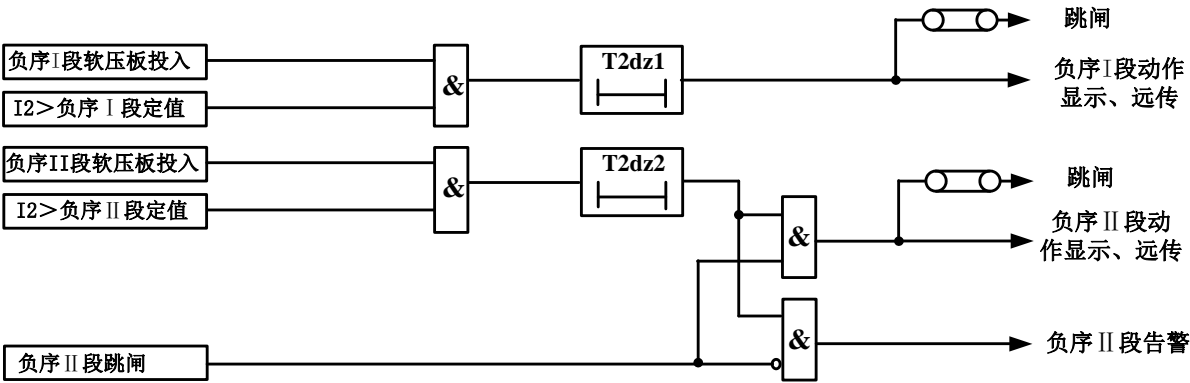 跳闸
负序Ⅰ段软压板投入
T2dz1
&
负序Ⅰ段动作
显示、远传
I2>负序Ⅰ段定值
负序II段软压板投入
T2dz2
&
跳闸
I2>负序Ⅱ段定值
&
负序Ⅱ段动
作显示、远传
负序Ⅱ段跳闸
&
负序Ⅱ段告警